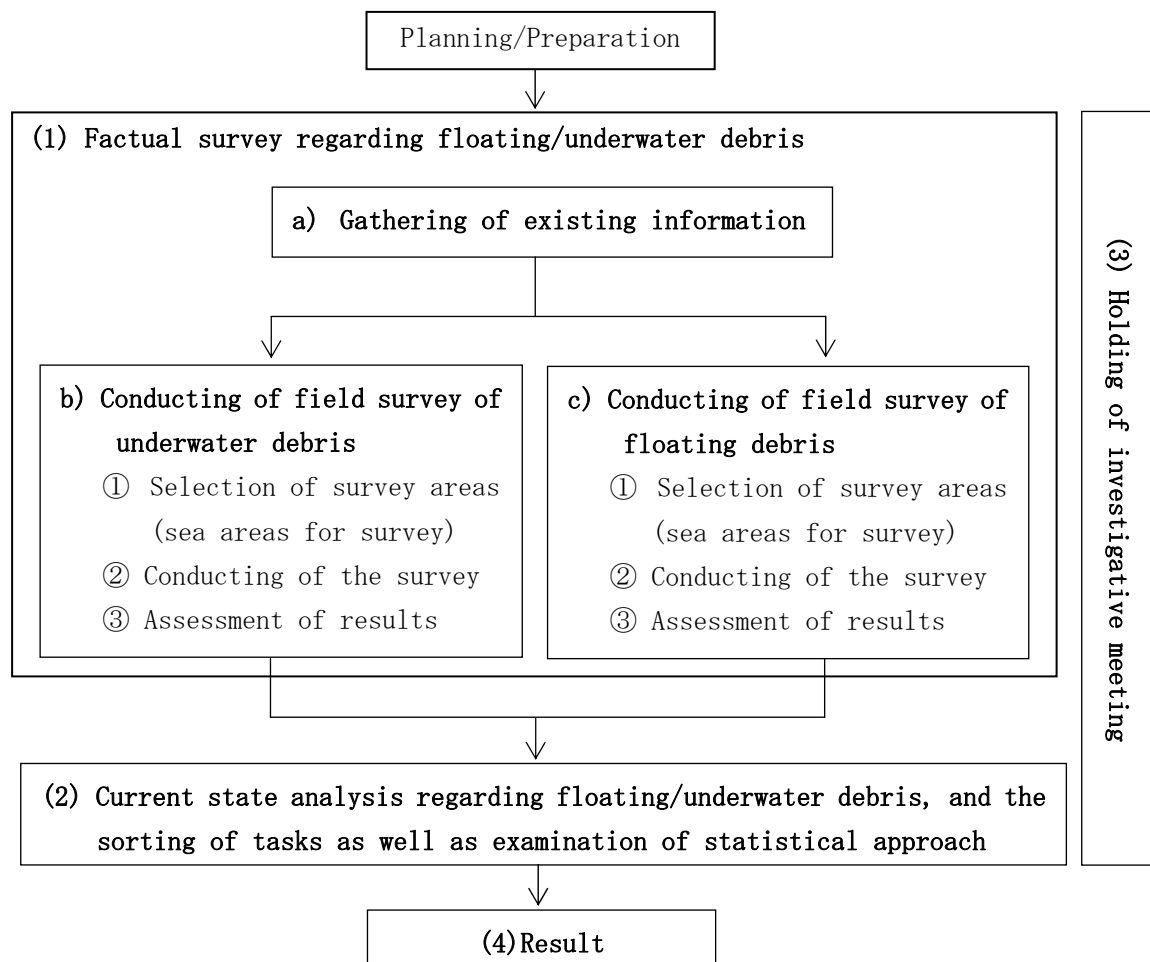 Planning/Preparation
(1) Factual survey regarding floating/underwater debris
a) Gathering of existing information
b) Conducting of field survey of
underwater debris
① Selection of survey areas
(sea areas for survey)
② Conducting of the survey
③ Assessment of results
c) Conducting of field survey of
floating debris
① Selection of survey areas
(sea areas for survey)
② Conducting of the survey
③ Assessment of results
(2) Current state analysis regarding floating/underwater debris, and the
sorting of tasks as well as examination of statistical approach
(3) Holding of investigative meeting
(4)Result